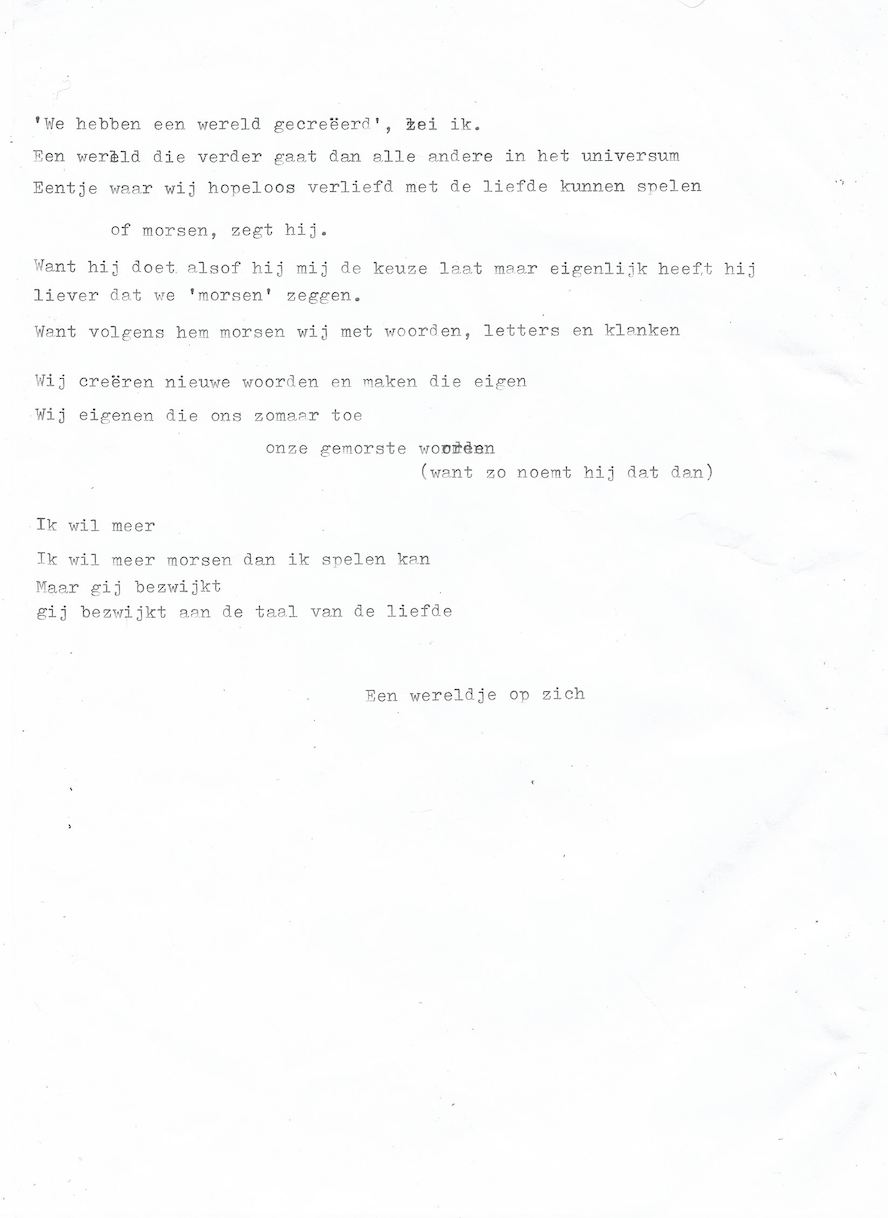 'We hebben een wereld gecreëerd', zei ik.
Een wereld die verder gaat dan alle andere in het universum
Eentje waar wij hopeloos verliefd met de liefde kunnen spelen
of morsen, zegt hij.
Want hij doet alsof hij mij de keuze laat maar eigenlijk heeft hij
liever dat we 'morsen' zeggen.
Want volgens hem morsen wij met woorden, letters en klanken
Wij creëren nieuwe woorden en maken die eigen
Wij eigenen die ons zomaar toe
onze gemorste woorden
(want zo noemt hij dat dan)
Ik wil meer
Ik wil meer morsen dan ik spelen kan
Maar gij bezwijkt
gij bezwijkt aan de taal van de liefde
Een wereldje op zich